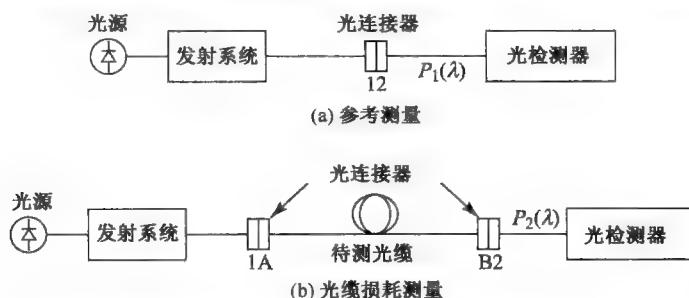 光源
发射系统
光连接器
12
P₁(λ)
光检测器
(a) 参考测量
光连接器
光源
发射系统
1A
待测光缆
B2
P₂(λ)
光检测器
(b) 光缆损耗测量